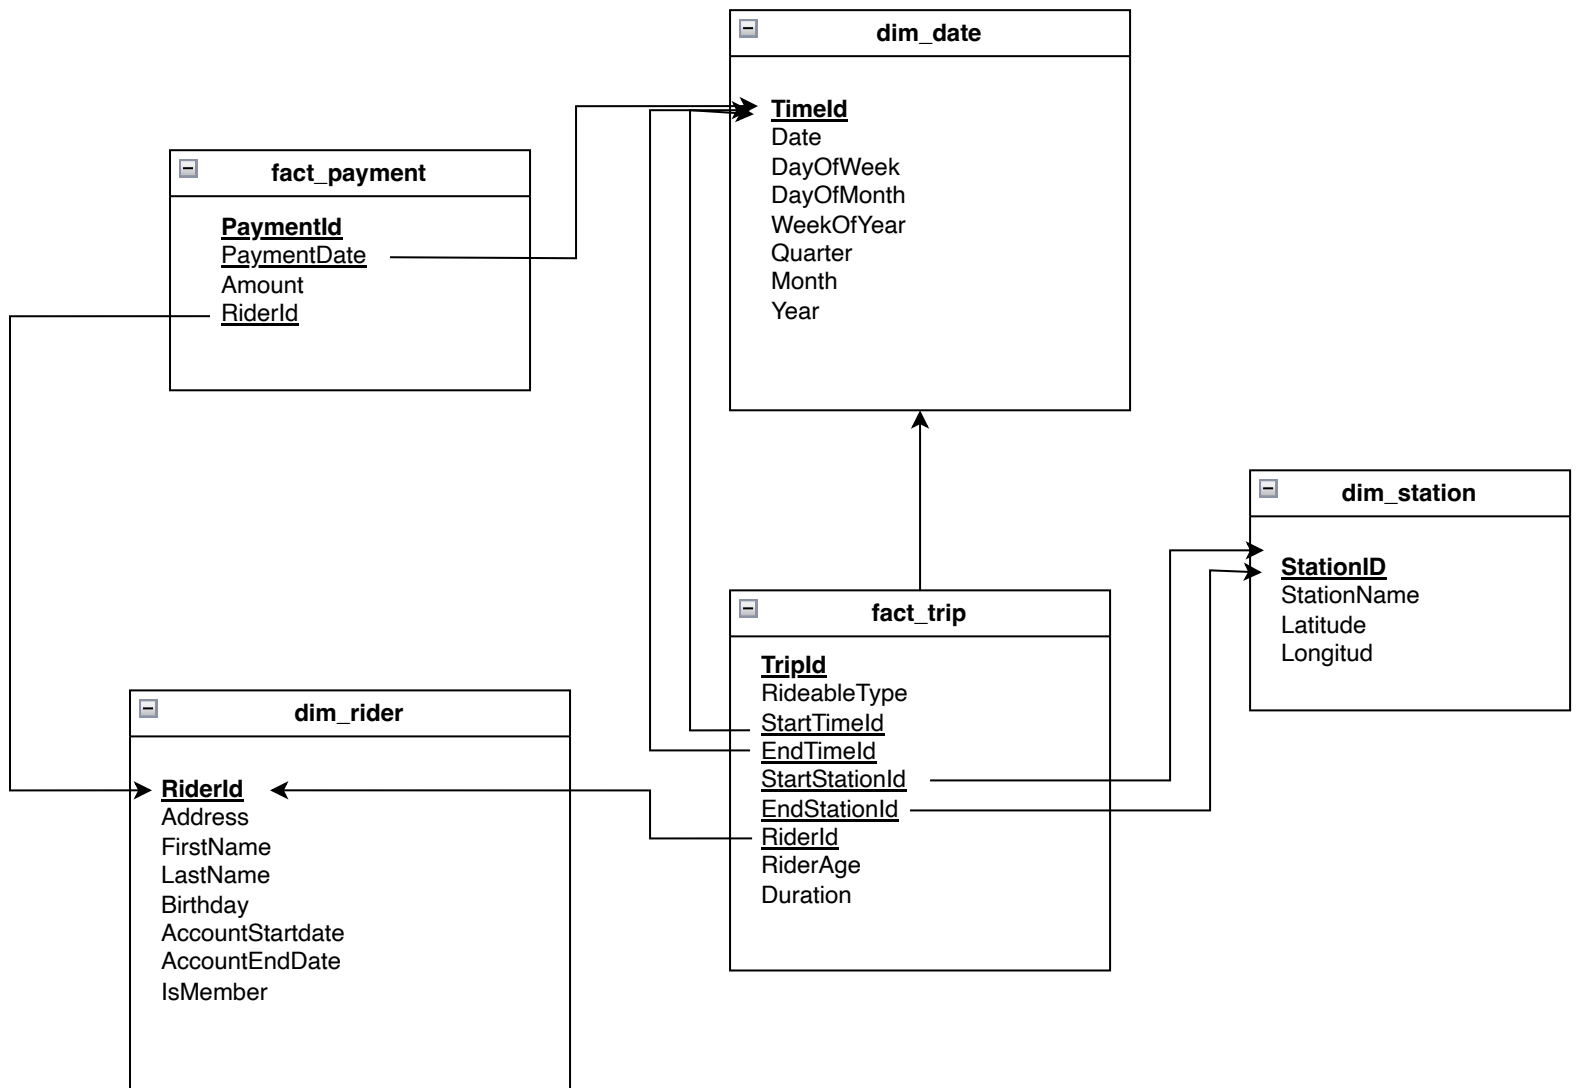 dim_date
TimeId
Date
DayOfWeek
DayOfMonth
WeekOfYear
Quarter
Month
Year
fact_payment
PaymentId
PaymentDate
Amount
RiderId
dim_station
StationID
StationName
Latitude
Longitud
fact_trip
TripId
RideableType
StartTimeId
EndTimeId
StartStationId
EndStationId
RiderId
RiderAge
Duration
dim_rider
RiderId
Address
FirstName
LastName
Birthday
AccountStartdate
AccountEndDate
IsMember